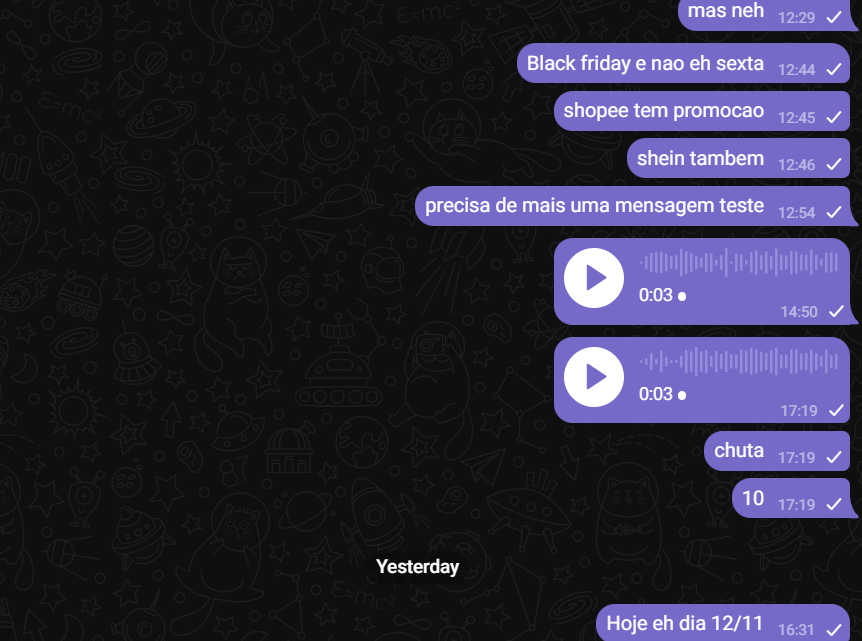 mas neh 12:29
Black friday e nao eh sexta 12:44
shopee tem promocao 12:45
shein tambem 12:46
precisa de mais uma mensagem teste 12:54
0:03
14:50
0:03
17:19
chuta 17:19
10 17:19
Yesterday
Hoje eh dia 12/11 16:31